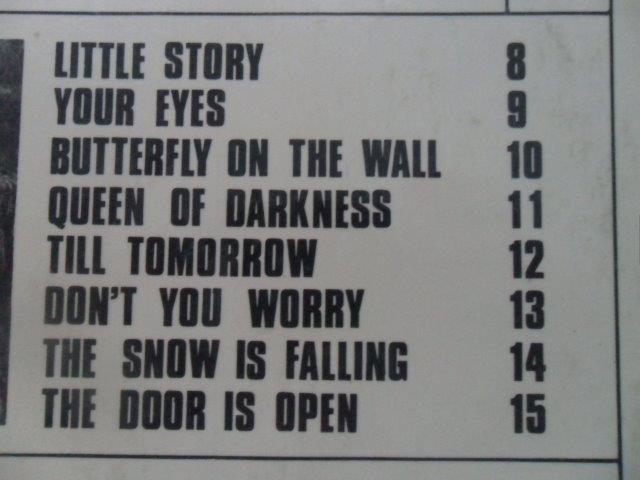 LITTLE STORY 8
YOUR EYES 9
BUTTERFLY ON THE WALL 10
QUEEN OF DARKNESS 11
TILL TOMORROW 12
DON'T YOU WORRY 13
THE SNOW IS FALLING 14
THE DOOR IS OPEN 15